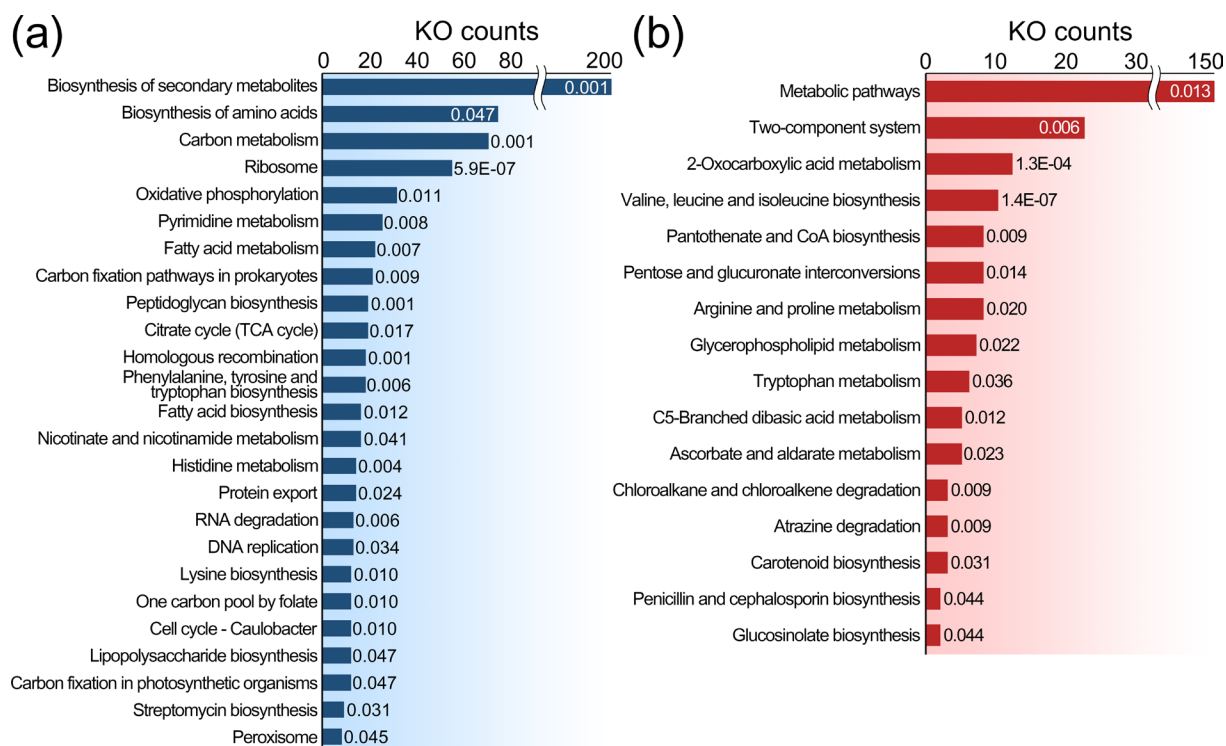 (a)
KO counts
0 20 40 60 80 200
Biosynthesis of secondary metabolites 0.001
Biosynthesis of amino acids 0.047
Carbon metabolism 0.001
Ribosome 5.9E-07
Oxidative phosphorylation 0.011
Pyrimidine metabolism 0.008
Fatty acid metabolism 0.007
Carbon fixation pathways in prokaryotes 0.009
Peptidoglycan biosynthesis 0.001
Citrate cycle (TCA cycle) 0.017
Homologous recombination 0.001
Phenylalanine, tyrosine and
tryptophan biosynthesis 0.006
Fatty acid biosynthesis 0.012
Nicotinate and nicotinamide metabolism 0.041
Histidine metabolism 0.004
Protein export 0.024
RNA degradation 0.006
DNA replication 0.034
Lysine biosynthesis 0.010
One carbon pool by folate 0.010
Cell cycle - Caulobacter 0.010
Lipopolysaccharide biosynthesis 0.047
Carbon fixation in photosynthetic organisms 0.047
Streptomycin biosynthesis 0.031
Peroxisome 0.045
(b)
KO counts
0 10 20 30 150
Metabolic pathways 0.013
Two-component system 0.006
2-Oxocarboxylic acid metabolism 1.3E-04
Valine, leucine and isoleucine biosynthesis 1.4E-07
Pantothenate and CoA biosynthesis 0.009
Pentose and glucuronate interconversions 0.014
Arginine and proline metabolism 0.020
Glycerophospholipid metabolism 0.022
Tryptophan metabolism 0.036
C5-Branched dibasic acid metabolism 0.012
Ascorbate and aldarate metabolism 0.023
Chloroalkane and chloroalkene degradation 0.009
Atrazine degradation 0.009
Carotenoid biosynthesis 0.031
Penicillin and cephalosporin biosynthesis 0.044
Glucosinolate biosynthesis 0.044